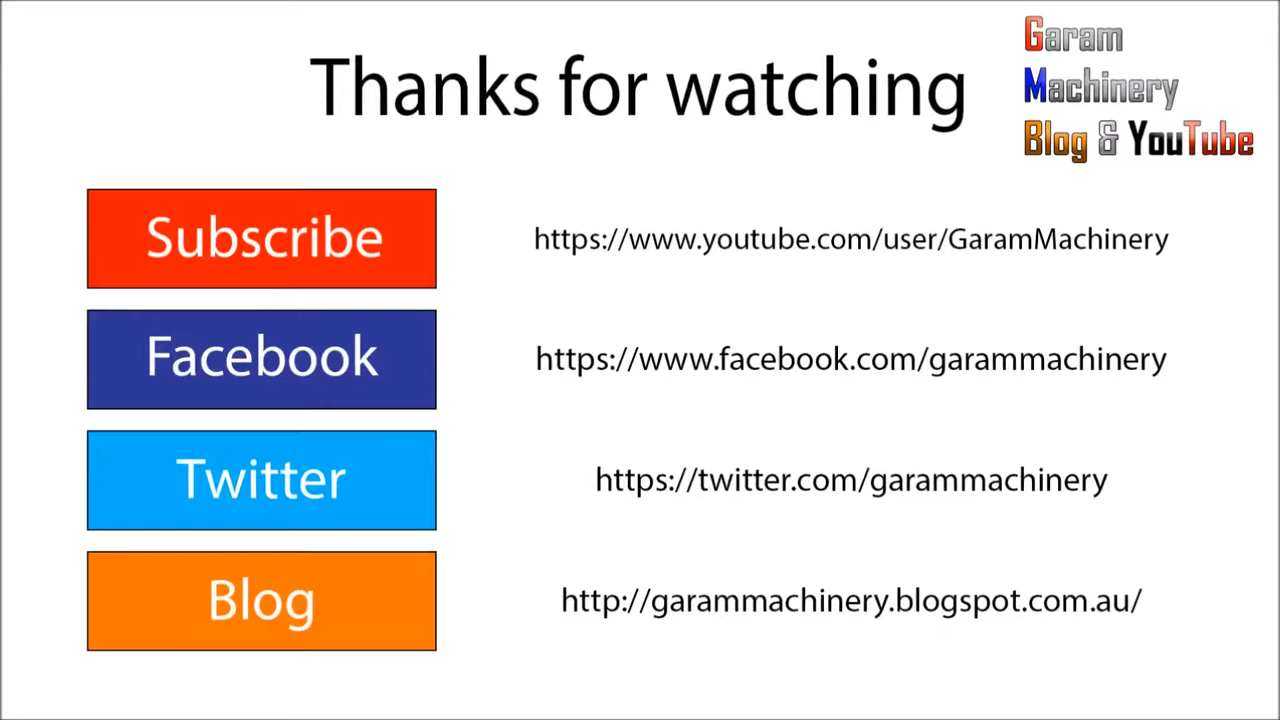 Thanks for watching
Garam
Machinery
Blog & YouTube
Subscribe
https://www.youtube.com/user/GaramMachinery
Facebook
https://www.facebook.com/garammachinery
Twitter
https://twitter.com/garammachinery
Blog
http://garammachinery.blogspot.com.au/